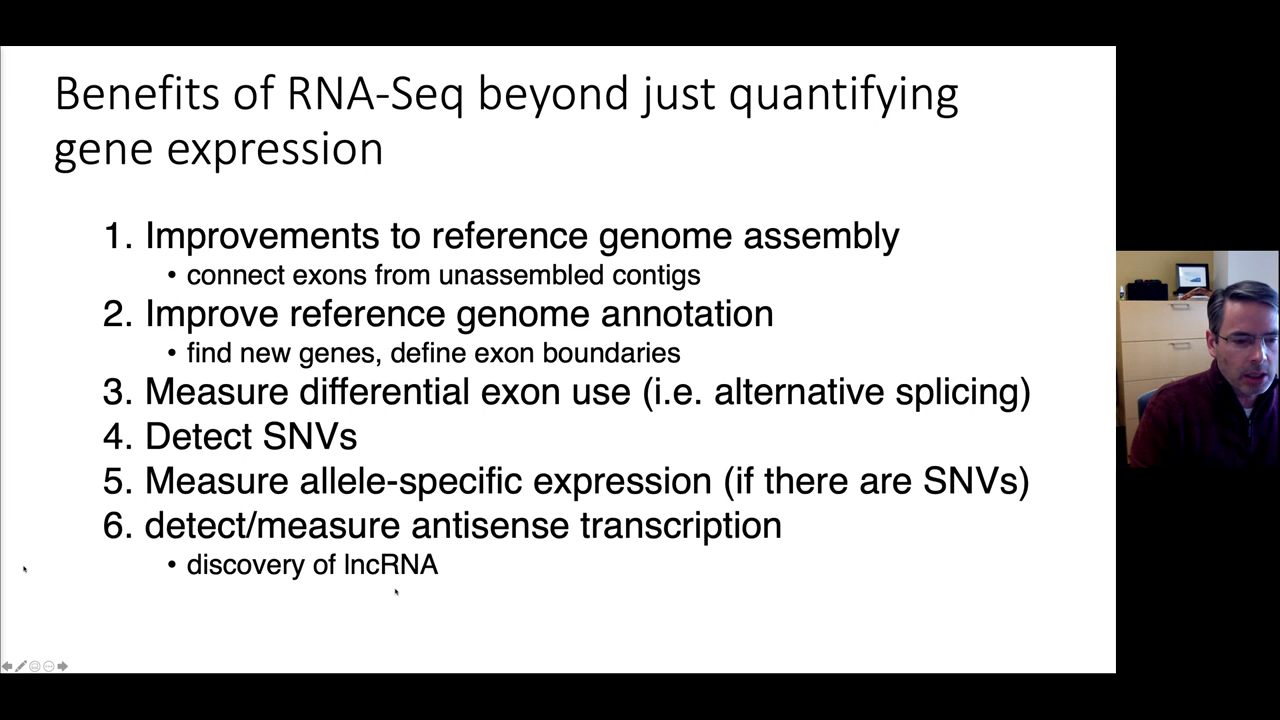 Benefits of RNA-Seq beyond just quantifying
gene expression
1. Improvements to reference genome assembly
• connect exons from unassembled contigs
2. Improve reference genome annotation
• find new genes, define exon boundaries
3. Measure differential exon use (i.e. alternative splicing)
4. Detect SNVs
5. Measure allele-specific expression (if there are SNVs)
6. detect/measure antisense transcription
• discovery of lncRNA